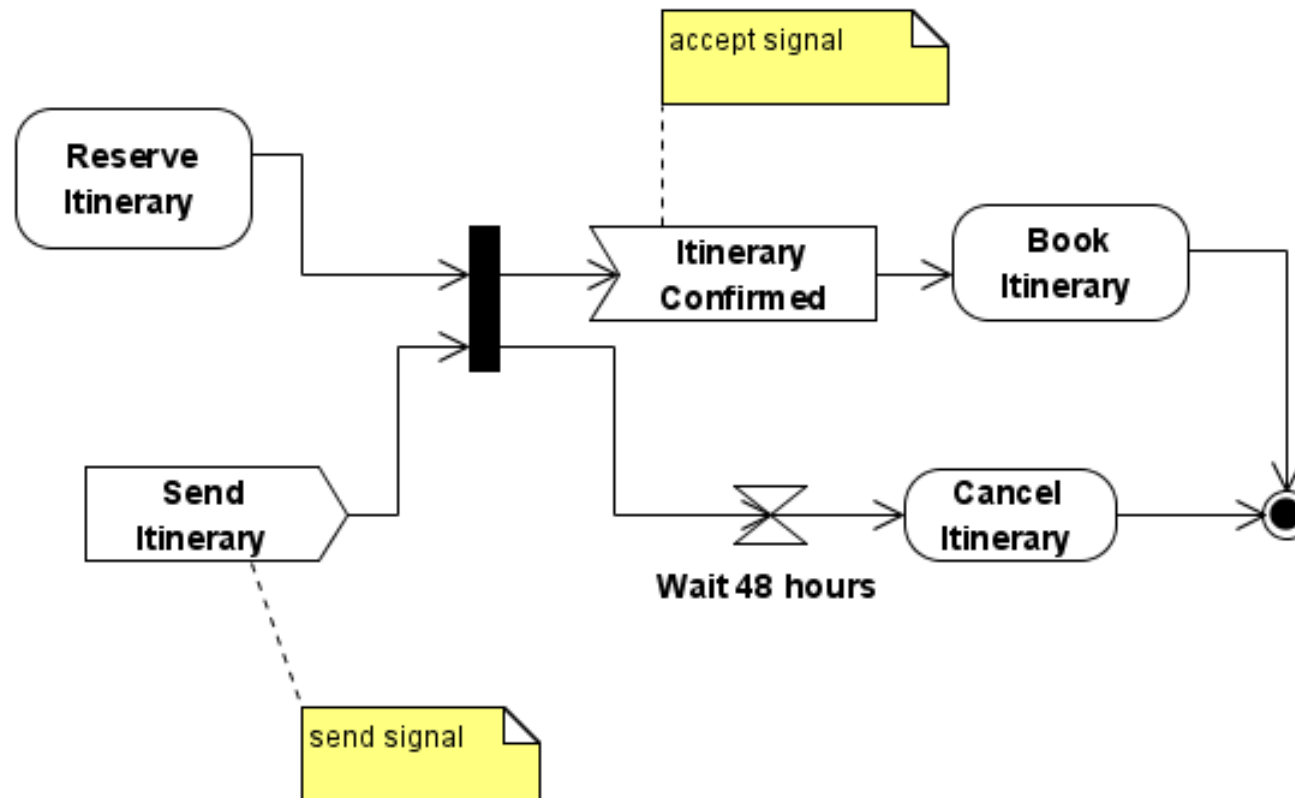 accept signal
Reserve
Itinerary
Itinerary
Confirmed
Book
Itinerary
Send
Itinerary
Cancel
Itinerary
Wait 48 hours
send signal